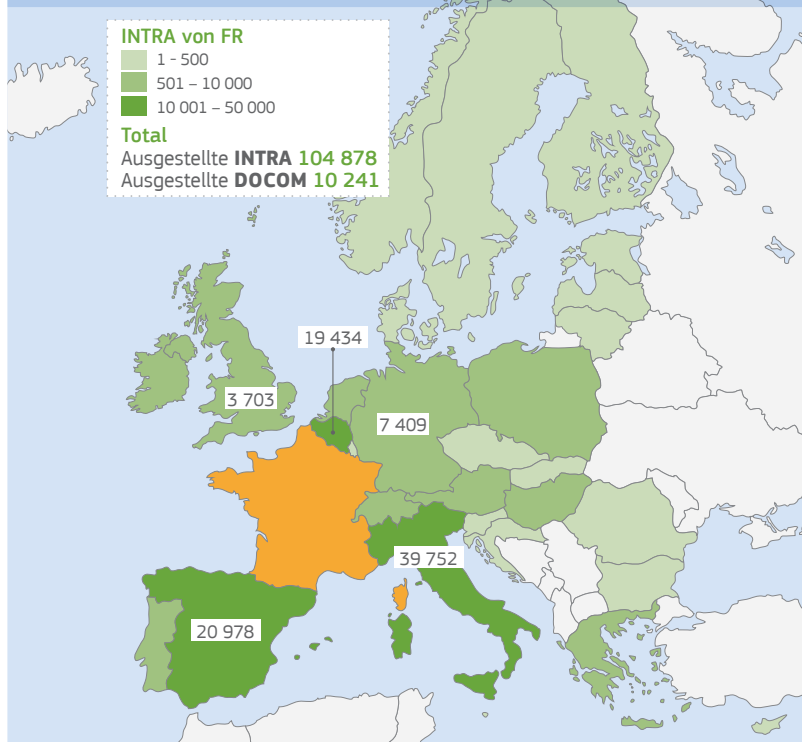 INTRA von FR
1 - 500
501 – 10 000
10 001 – 50 000
Total
Ausgestellte INTRA 104 878
Ausgestellte DOCOM 10 241
19 434
3 703
7 409
39 752
20 978